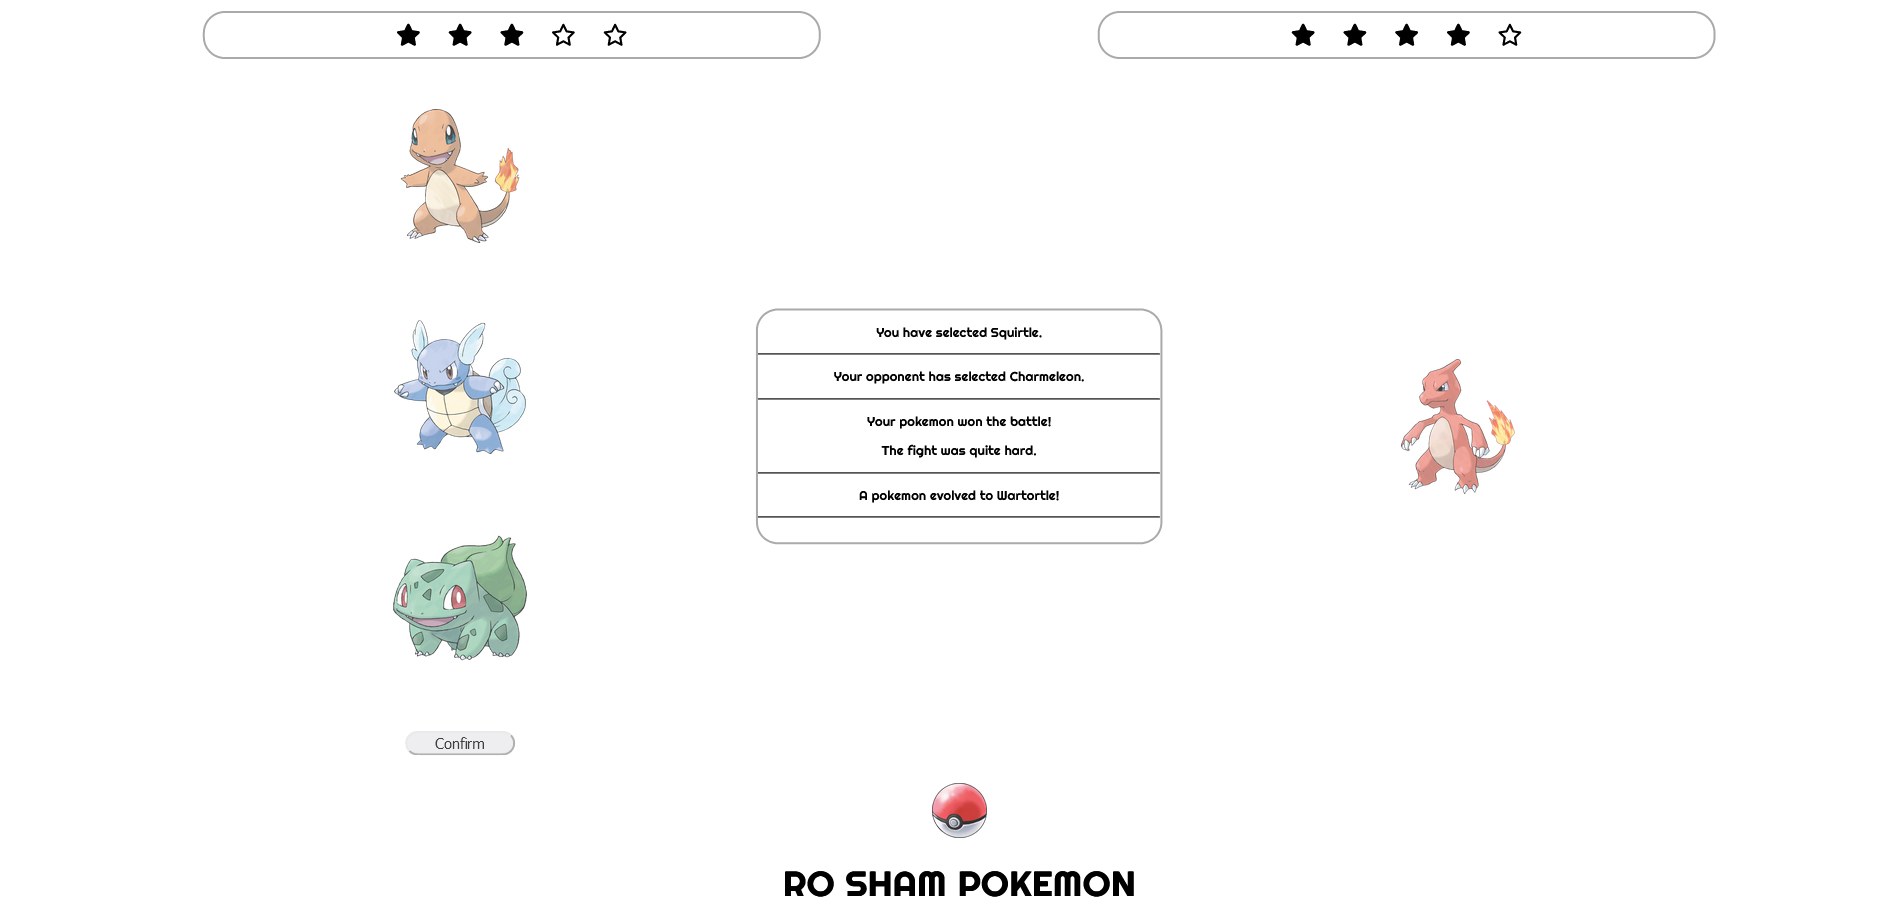 You have selected Squirtle.
Your opponent has selected Charmeleon.
Your pokemon won the battle!
The fight was quite hard.
A pokemon evolved to Wartortle!
Confirm
RO SHAM POKEMON